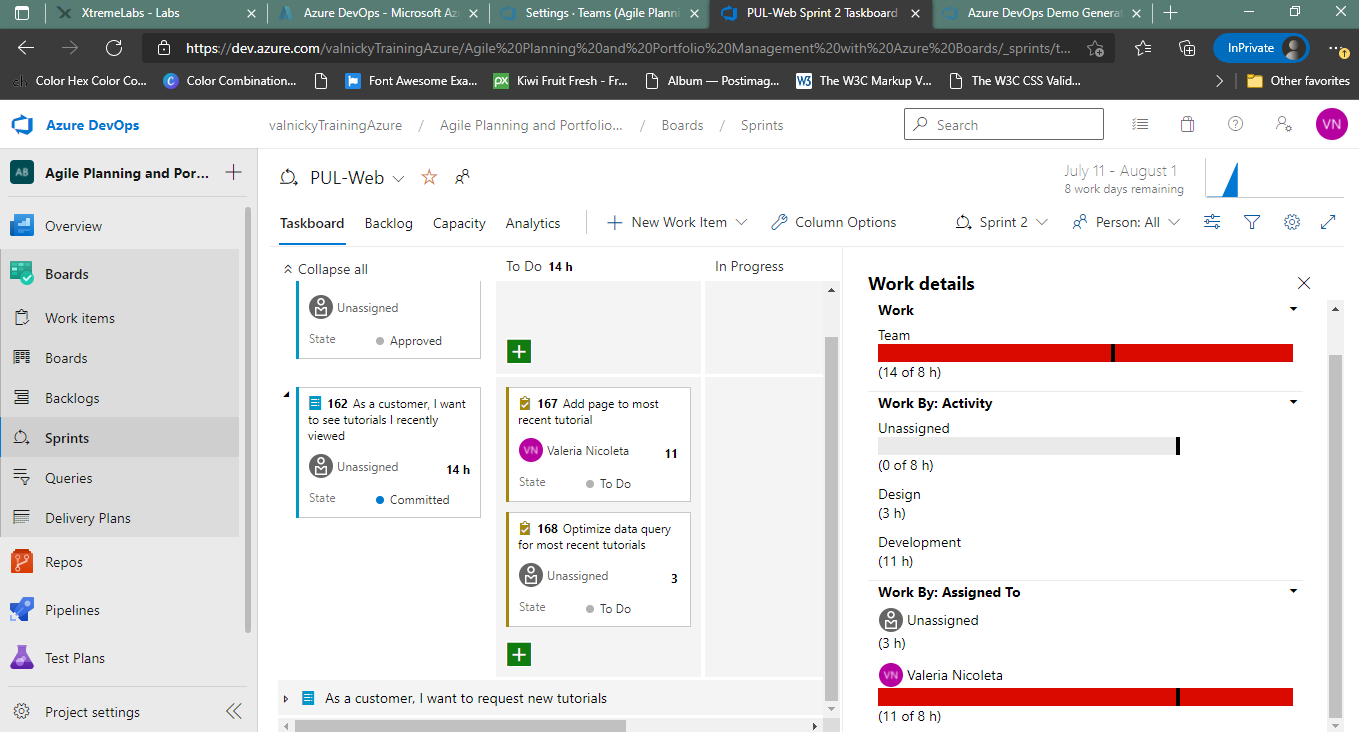 XtremeLabs - Labs
Azure DevOps - Microsoft Az
Settings · Teams (Agile Planni
PUL-Web Sprint 2 Taskboard
Azure DevOps Demo Generat
https://dev.azure.com/valnickyTrainingAzure/Agile%20Planning%20and%20Portfolio%20Management%20with%20Azure%20Boards/_sprints/t...
InPrivate
Color Hex Color Co...
Color Combination...
Font Awesome Exa...
Kiwi Fruit Fresh - Fr...
Album — Postimag...
The W3C Markup V...
The W3C CSS Valid...
Other favorites
Azure DevOps
valnickyTrainingAzure / Agile Planning and Portfolio... / Boards / Sprints
Search
VN
AB
Agile Planning and Por...
Overview
Boards
Work items
Boards
Backlogs
Sprints
Queries
Delivery Plans
Repos
Pipelines
Test Plans
Project settings
PUL-Web
July 11 - August 1
8 work days remaining
Taskboard
Backlog
Capacity
Analytics
New Work Item
Column Options
Sprint 2
Person: All
Collapse all
To Do 14 h
In Progress
Unassigned
State
Approved
162 As a customer, I want
to see tutorials I recently
viewed
Unassigned
14 h
State
Committed
167 Add page to most
recent tutorial
VN
Valeria Nicoleta
11
State
To Do
168 Optimize data query
for most recent tutorials
Unassigned
3
State
To Do
As a customer, I want to request new tutorials
Work details
Work
Team
(14 of 8 h)
Work By: Activity
Unassigned
(0 of 8 h)
Design
(3 h)
Development
(11 h)
Work By: Assigned To
Unassigned
(3 h)
VN
Valeria Nicoleta
(11 of 8 h)